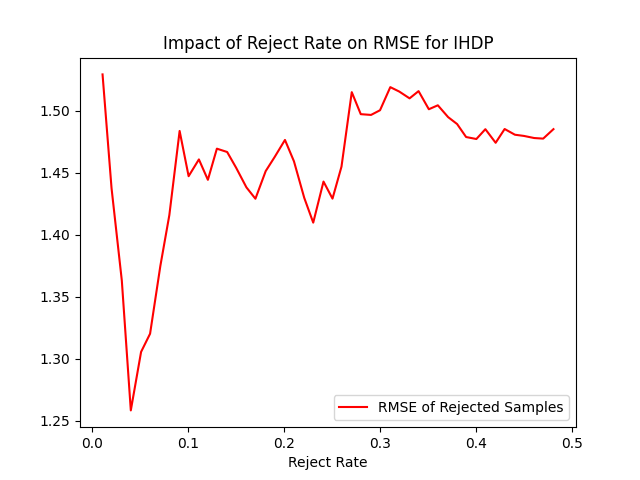 Impact of Reject Rate on RMSE for IHDP
1.50
1.45
1.40
1.35
1.30
1.25
RMSE of Rejected Samples
0.0 0.1 0.2 0.3 0.4 0.5
Reject Rate